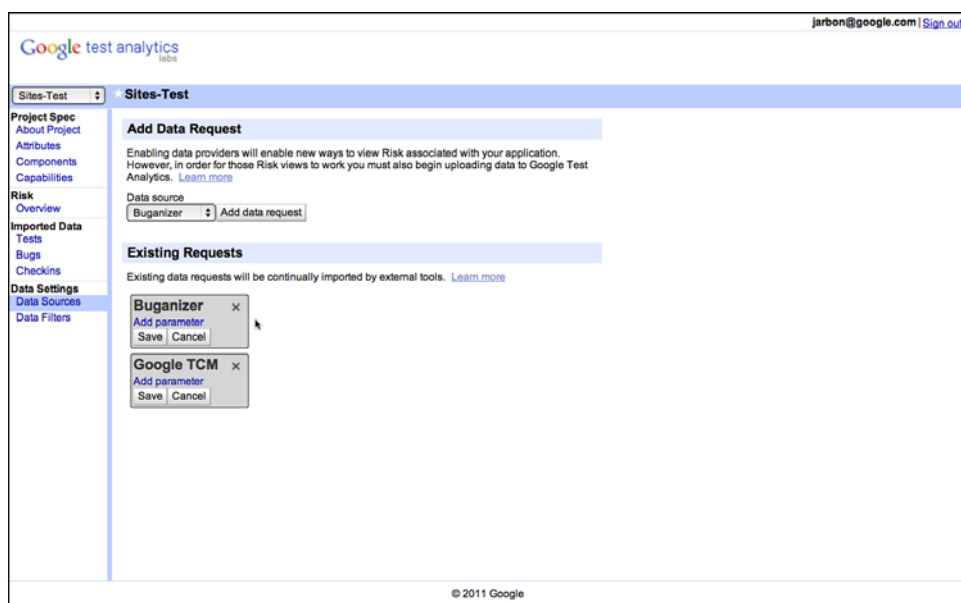 jarbon@google.com | Sign out
Google test analytics
labs
Sites-Test
Sites-Test
Project Spec
About Project
Attributes
Components
Capabilities
Risk
Overview
Imported Data
Tests
Bugs
Checkins
Data Settings
Data Sources
Data Filters
Add Data Request
Enabling data providers will enable new ways to view Risk associated with your application.
However, in order for those Risk views to work you must also begin uploading data to Google Test
Analytics. Learn more
Data source
Buganizer Add data request
Existing Requests
Existing data requests will be continually imported by external tools. Learn more
Buganizer ×
Add parameter
Save Cancel
Google TCM ×
Add parameter
Save Cancel
© 2011 Google